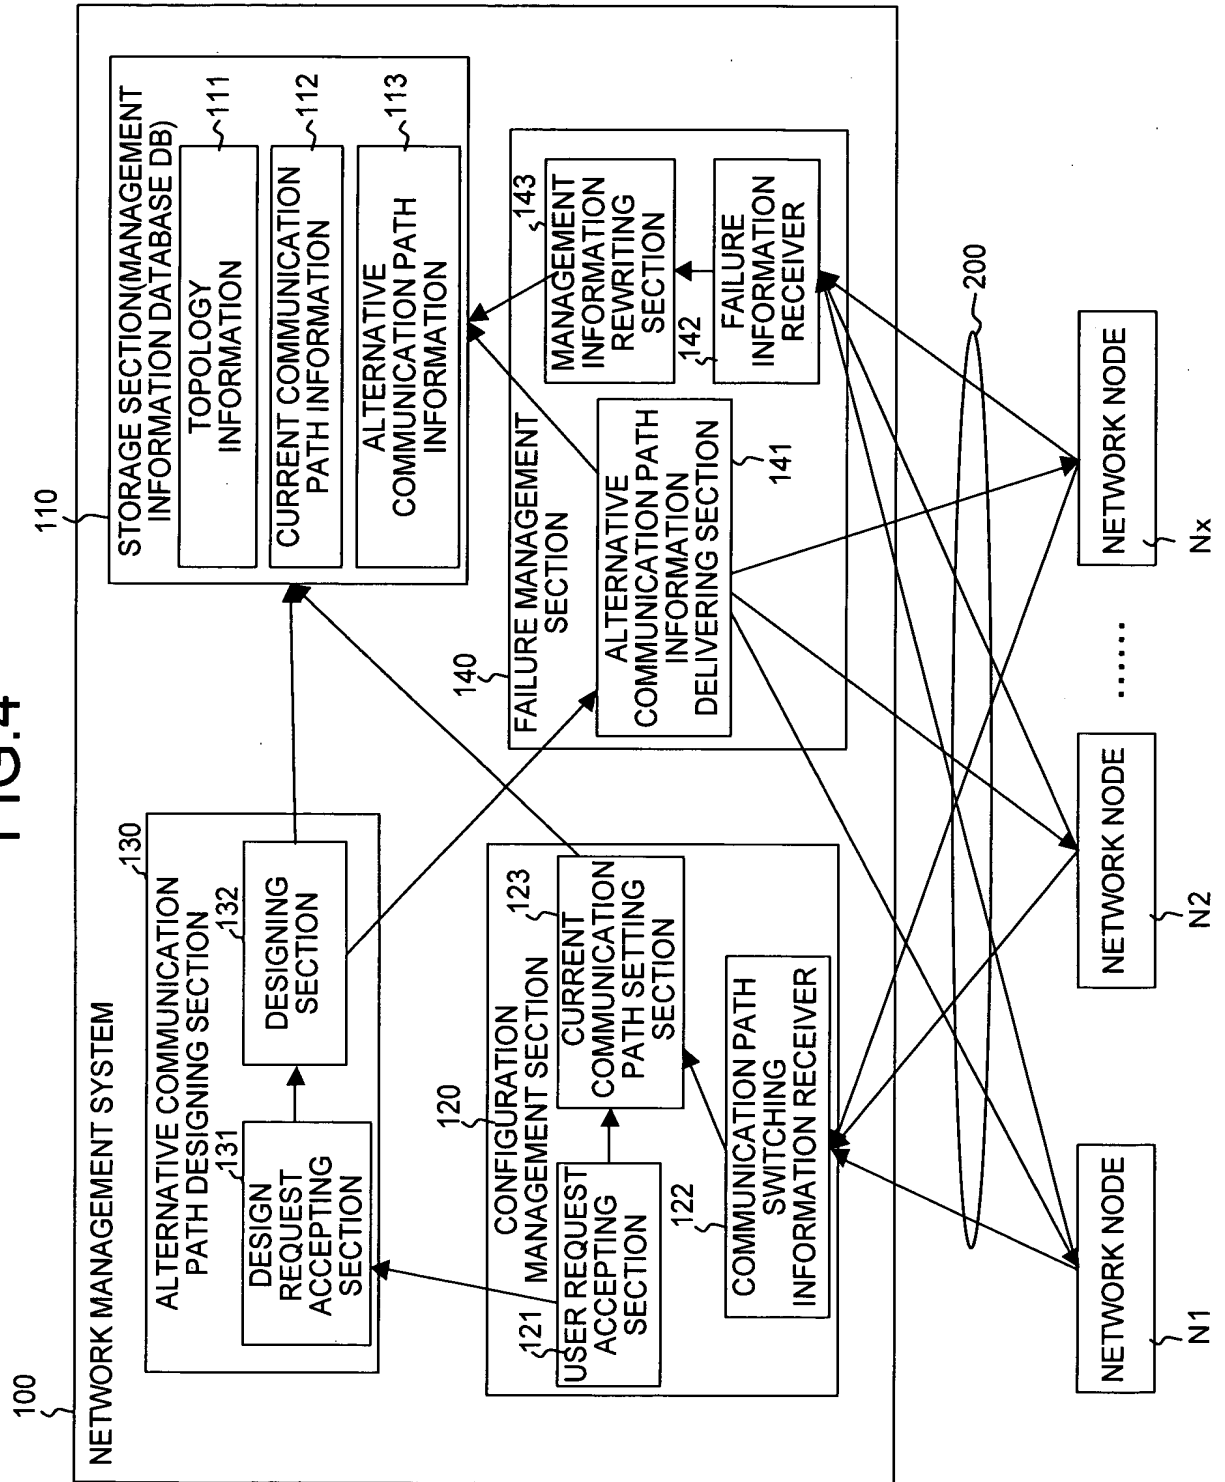 FIG.4
100
NETWORK MANAGEMENT SYSTEM
130
ALTERNATIVE COMMUNICATION
PATH DESIGNING SECTION
131
DESIGN
REQUEST
ACCEPTING
SECTION
132
DESIGNING
SECTION
110
STORAGE SECTION(MANAGEMENT
INFORMATION DATABASE DB)
TOPOLOGY
INFORMATION
111
CURRENT COMMUNICATION
PATH INFORMATION
112
ALTERNATIVE
COMMUNICATION PATH
INFORMATION
113
120
CONFIGURATION
MANAGEMENT SECTION
121
USER REQUEST
ACCEPTING
SECTION
123
CURRENT
COMMUNICATION
PATH SETTING
SECTION
122
COMMUNICATION PATH
SWITCHING
INFORMATION RECEIVER
140
FAILURE MANAGEMENT
SECTION
ALTERNATIVE
COMMUNICATION PATH
INFORMATION
DELIVERING SECTION
141
143
MANAGEMENT
INFORMATION
REWRITING
SECTION
142
FAILURE
INFORMATION
RECEIVER
200
NETWORK NODE
N1
NETWORK NODE
N2
......
NETWORK NODE
Nx